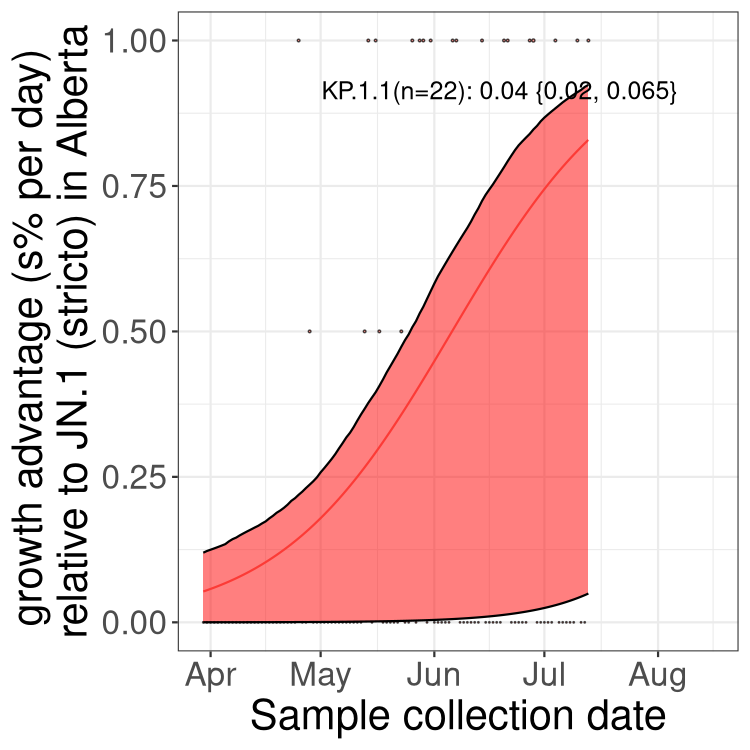 growth advantage (s% per day)
relative to JN.1 (stricto) in Alberta
1.00
0.75
0.50
0.25
0.00
KP.1.1(n=22): 0.04 {0.02, 0.065}
Apr May Jun Jul Aug
Sample collection date